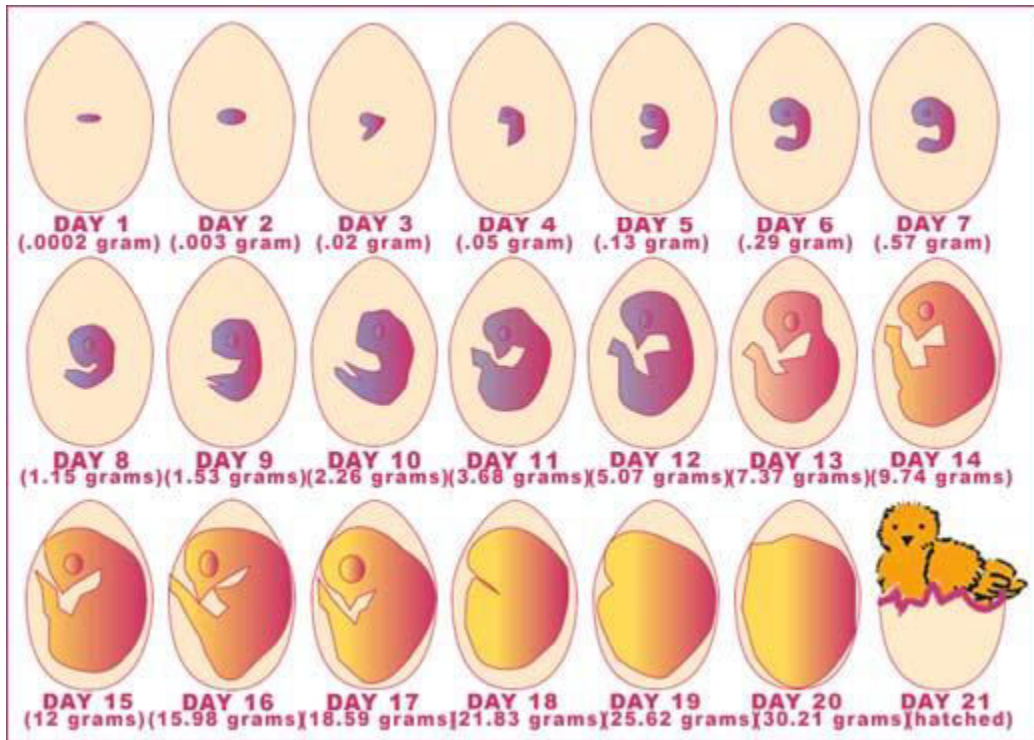 DAY 1 DAY 2 DAY 3 DAY 4 DAY 5 DAY 6 DAY 7
(.0002 gram) (.003 gram) (.02 gram) (.05 gram) (.13 gram) (.29 gram) (.57 gram)
DAY 8 DAY 9 DAY 10 DAY 11 DAY 12 DAY 13 DAY 14
(1.15 grams)(1.53 grams)(2.26 grams)(3.68 grams)(5.07 grams)(7.37 grams)(9.74 grams)
DAY 15 DAY 16 DAY 17 DAY 18 DAY 19 DAY 20 DAY 21
(12 grams) (15.98 grams)(18.59 grams)(21.83 grams)(25.62 grams)(30.21 grams)(hatched)